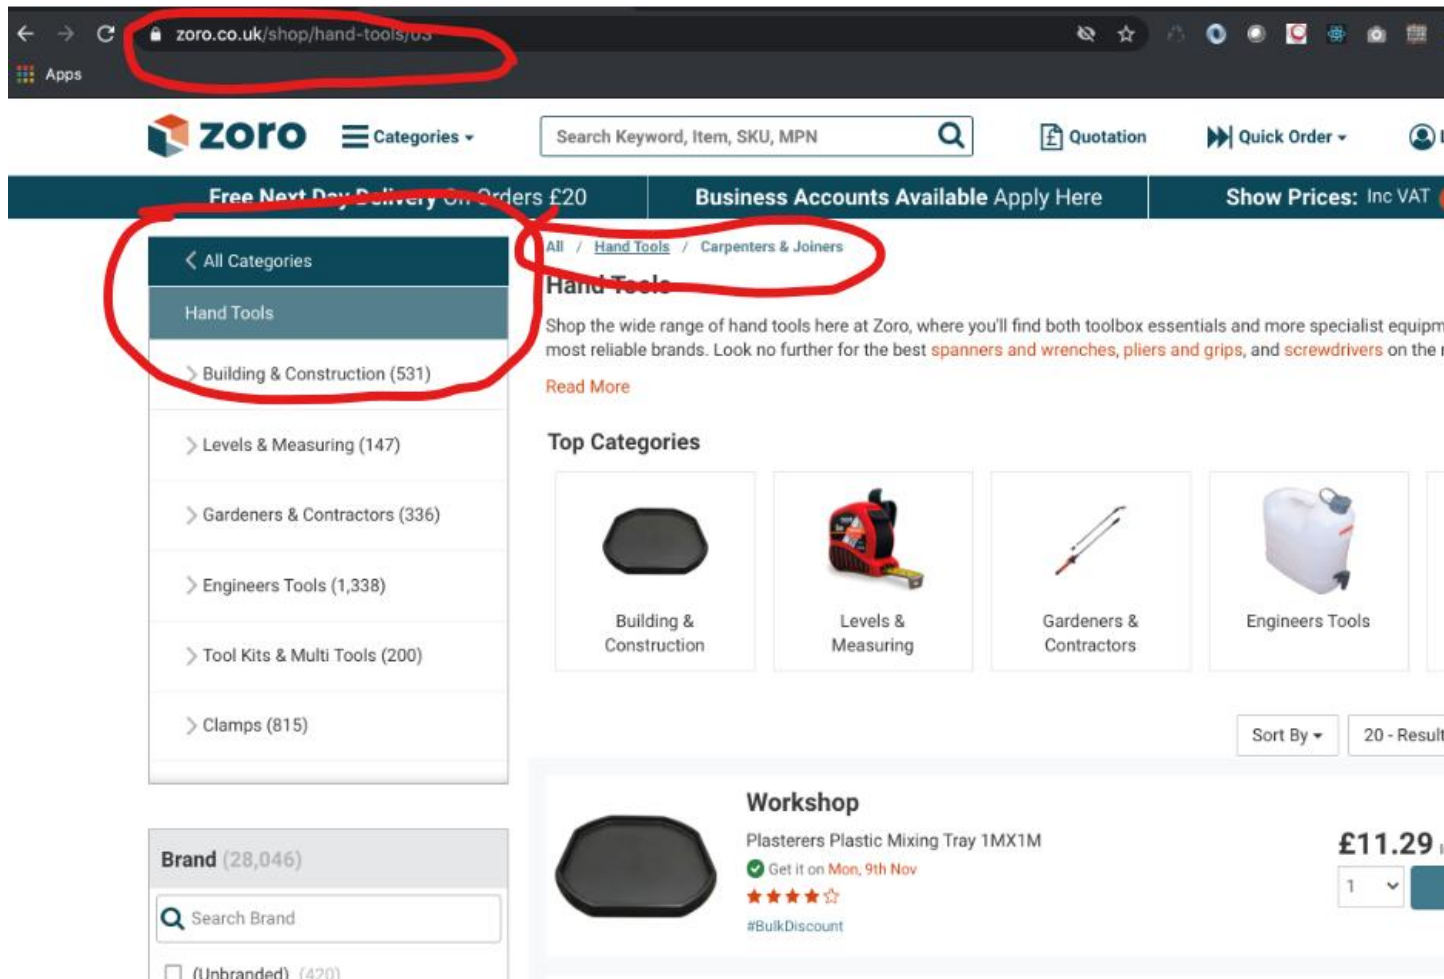 zoro.co.uk/shop/hand-tools/03
Apps
zoro
Categories
Search Keyword, Item, SKU, MPN
Quotation
Quick Order
Free Next Day Delivery On Orders £20
Business Accounts Available Apply Here
Show Prices: Inc VAT
All Categories
Hand Tools
Building & Construction (531)
Levels & Measuring (147)
Gardeners & Contractors (336)
Engineers Tools (1,338)
Tool Kits & Multi Tools (200)
Clamps (815)
Brand (28,046)
Search Brand
(Unbranded) (420)
All / Hand Tools / Carpenters & Joiners
Hand Tools
Shop the wide range of hand tools here at Zoro, where you'll find both toolbox essentials and more specialist equipm
most reliable brands. Look no further for the best spanners and wrenches, pliers and grips, and screwdrivers on the
Read More
Top Categories
Building &
Construction
Levels &
Measuring
Gardeners &
Contractors
Engineers Tools
Sort By
20 - Result
Workshop
Plasterers Plastic Mixing Tray 1MX1M
Get it on Mon, 9th Nov
#BulkDiscount
£11.29
1